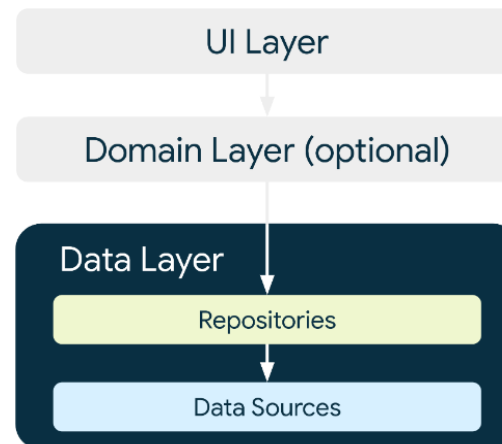 UI Layer
Domain Layer (optional)
Data Layer
Repositories
Data Sources